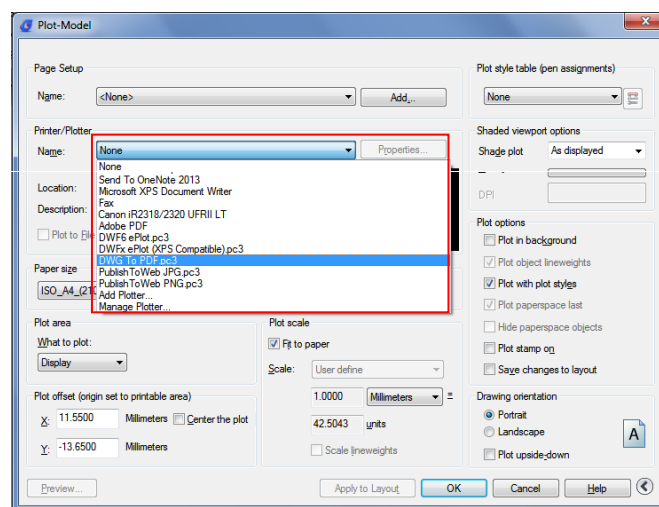 Plot-Model
Page Setup
Name: <None> Add...
Plot style table (pen assignments)
None
Printer/Plotter
Name: None Properties...
None
Send To OneNote 2013
Microsoft XPS Document Writer
Fax
Canon iR2318/2320 UFRII LT
Adobe PDF
DWF6 ePlot.pc3
DWFx ePlot (XPS Compatible).pc3
DWG To PDF.pc3
PublishToWeb JPG.pc3
PublishToWeb PNG.pc3
Add Plotter...
Manage Plotter...
Location:
Description:
Plot to File
Shaded viewport options
Shade plot As displayed
DPI
Paper size
ISO_A4_(210
Plot options
Plot in background
Plot object lineweights
Plot with plot styles
Plot paperspace last
Hide paperspace objects
Plot stamp on
Save changes to layout
Plot area
What to plot:
Display
Plot scale
Fit to paper
Scale: User define
1.0000 Millimeters =
42.5043 units
Scale lineweights
Plot offset (origin set to printable area)
X: 11.5500 Millimeters Center the plot
Y: -13.6500 Millimeters
Drawing orientation
Portrait
Landscape
Plot upside-down
A
Preview... Apply to Layout OK Cancel Help